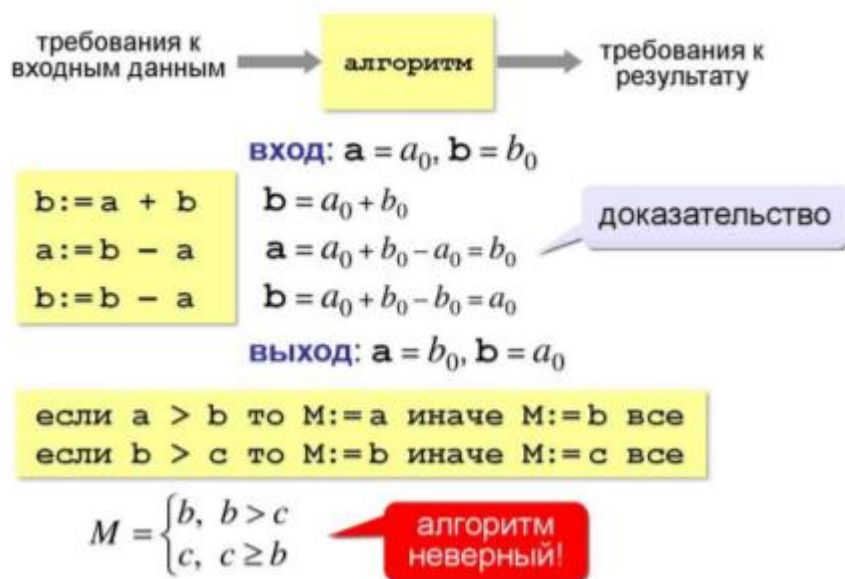 требования к
входным данным
алгоритм
требования к
результату
вход: a = a₀, b = b₀
b:=a + b
b = a₀ + b₀
a:=b – a
a = a₀ + b₀ – a₀ = b₀
b:=b – a
b = a₀ + b₀ – b₀ = a₀
доказательство
выход: a = b₀, b = a₀
если a > b то M:=a иначе M:=b все
если b > c то M:=b иначе M:=c все
M = {b, b > c
c, c ≥ b
алгоритм
неверный!